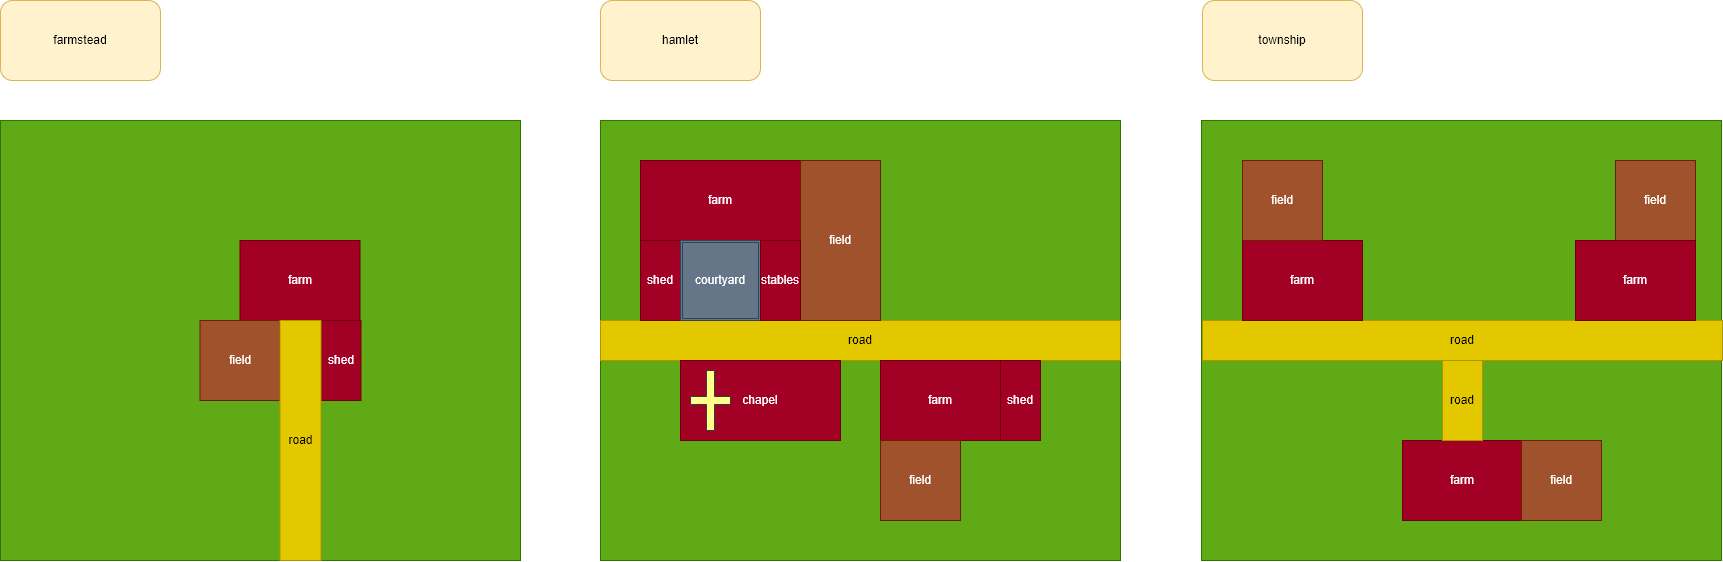 farmstead
hamlet
township
farm
field
shed
road
farm
field
shed
courtyard
stables
road
chapel
farm
shed
field
field
field
farm
farm
road
road
farm
field